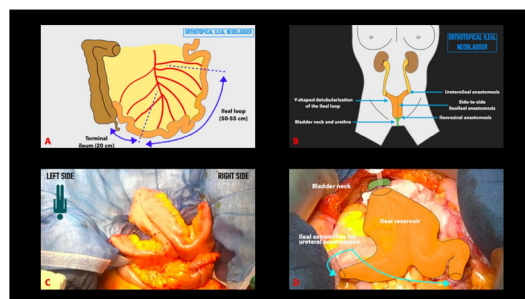 ORTHOTOPICAL ILEAL NEOBLADDER
Ileal loop
(50-55 cm)
Terminal
ileum (20 cm)
A
ORTHOTOPICAL ILEAL
NEOBLADDER
Ureteroileal anastomosis
Y-shaped detubularization
of the ileal loop
Side-to-side
ileoileal anastomosis
Ileovesical anastomosis
Bladder neck and urethra
B
LEFT SIDE
RIGHT SIDE
C
Bladder neck
Ileal reservoir
Ileal extremities for
D